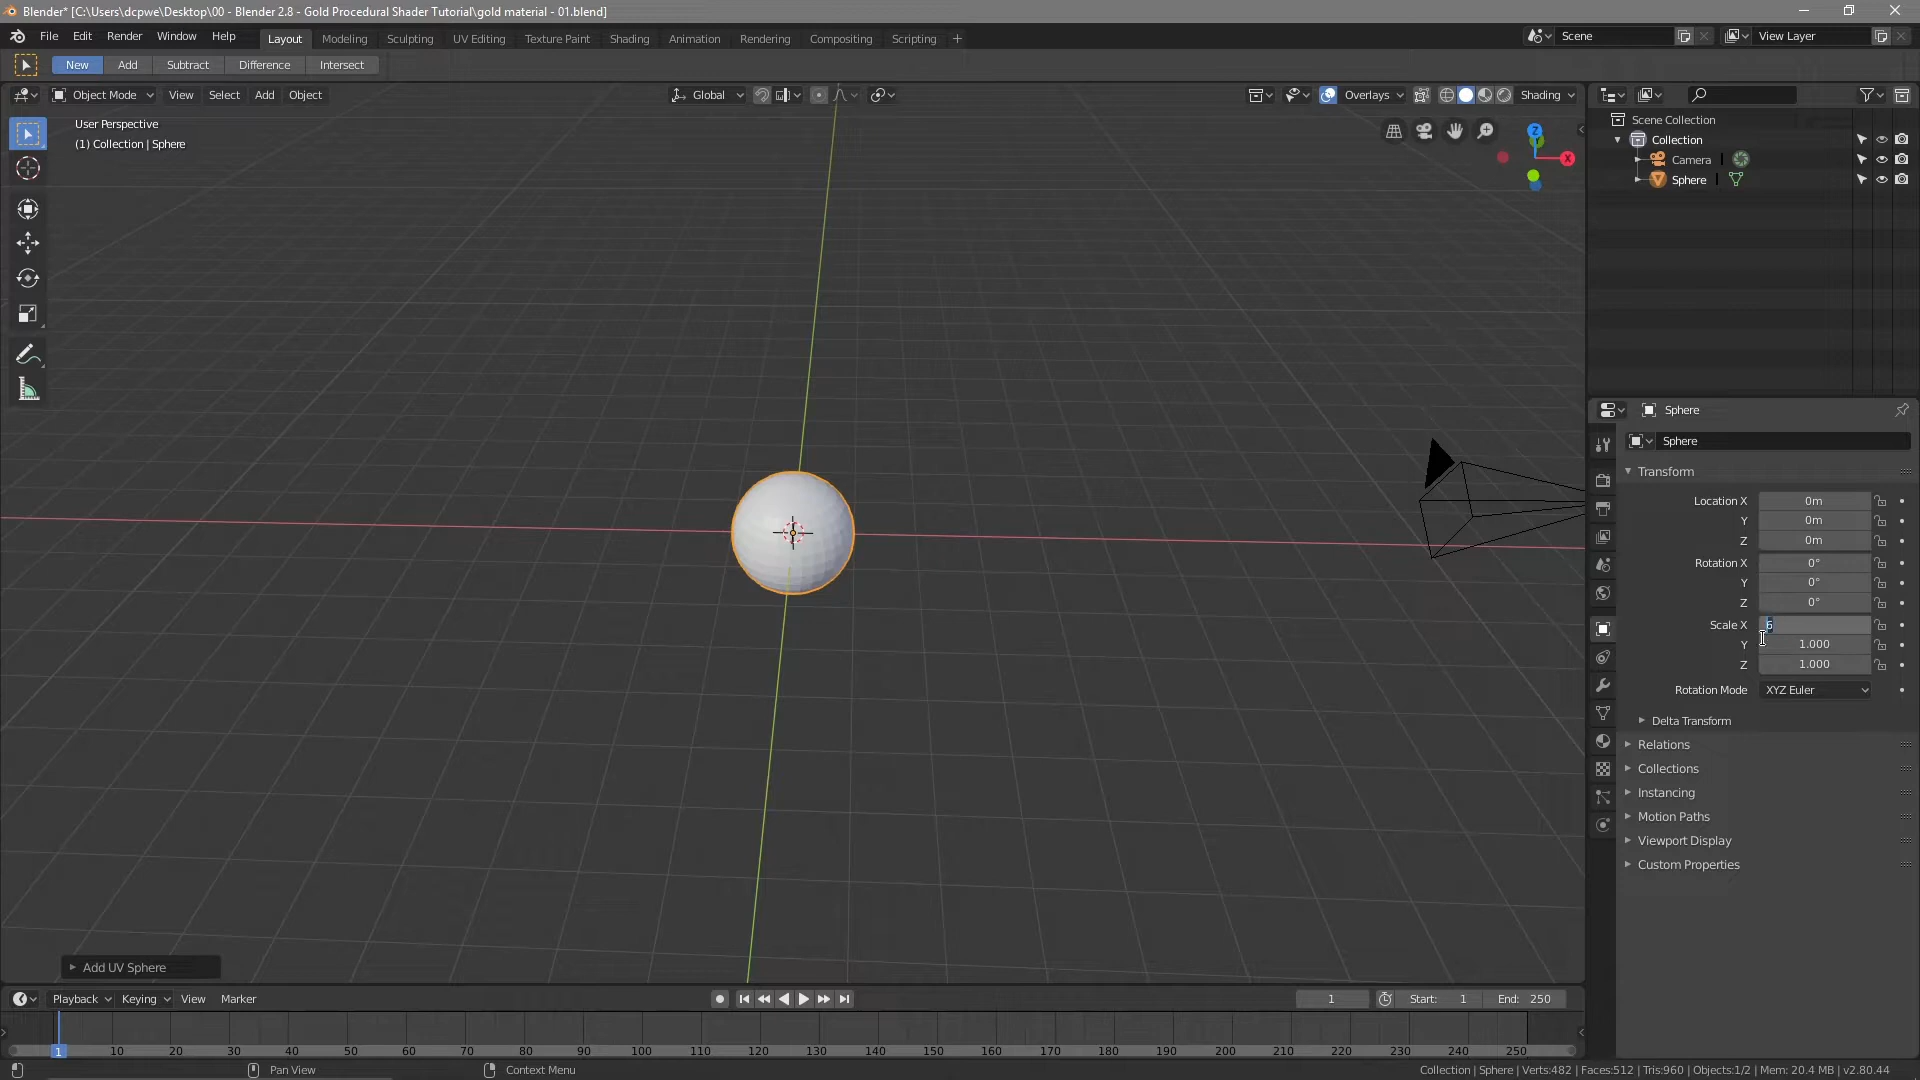 Blender* [C:\Users\dcpwe\Desktop\00 - Blender 2.8 - Gold Procedural Shader Tutorial\gold material - 01.blend]
File Edit Render Window Help Layout Modeling Sculpting UV Editing Texture Paint Shading Animation Rendering Compositing Scripting + Scene View Layer
New Add Subtract Difference Intersect
Object Mode View Select Add Object Global Overlays Shading
User Perspective
(1) Collection | Sphere
Z
X
Scene Collection
Collection
Camera
Sphere
Sphere
Sphere
Transform
Location X 0m
Y 0m
Z 0m
Rotation X 0°
Y 0°
Z 0°
Scale X 6
Y 1.000
Z 1.000
Rotation Mode XYZ Euler
Delta Transform
Relations
Collections
Instancing
Motion Paths
Viewport Display
Custom Properties
Add UV Sphere
Playback Keying View Marker 1 Start: 1 End: 250
1 10 20 30 40 50 60 70 80 90 100 110 120 130 140 150 160 170 180 190 200 210 220 230 240 250
Pan View Context Menu Collection | Sphere | Verts:482 | Faces:512 | Tris:960 | Objects:1/2 | Mem: 20.4 MB | v2.80.44